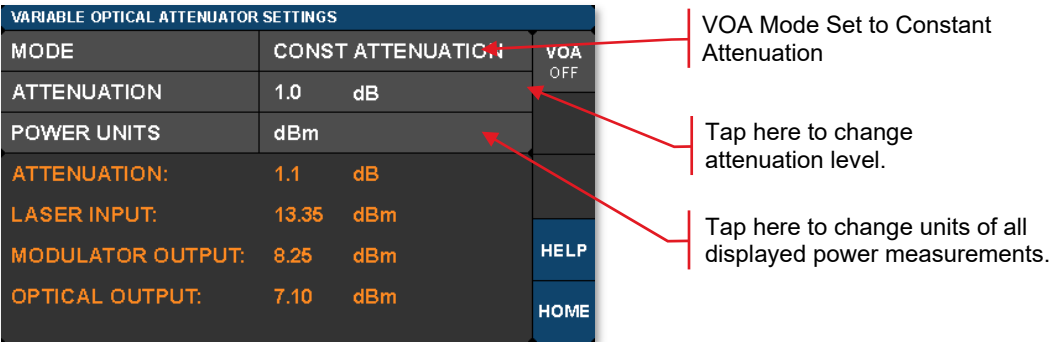 VARIABLE OPTICAL ATTENUATOR SETTINGS
MODE CONST ATTENUATION
VOA
OFF
ATTENUATION 1.0 dB
POWER UNITS dBm
ATTENUATION: 1.1 dB
LASER INPUT: 13.35 dBm
MODULATOR OUTPUT: 8.25 dBm
HELP
OPTICAL OUTPUT: 7.10 dBm
HOME
VOA Mode Set to Constant
Attenuation
Tap here to change
attenuation level.
Tap here to change units of all
displayed power measurements.